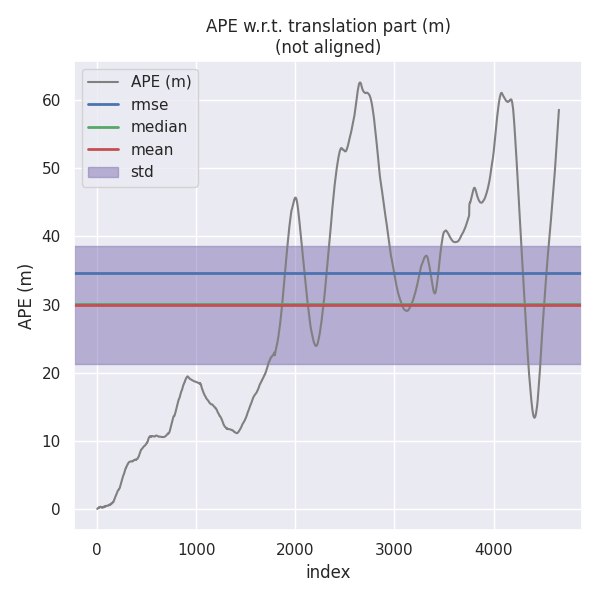 APE w.r.t. translation part (m)
(not aligned)
APE (m)
rmse
median
mean
std
APE (m)
60
50
40
30
20
10
0
0 1000 2000 3000 4000
index